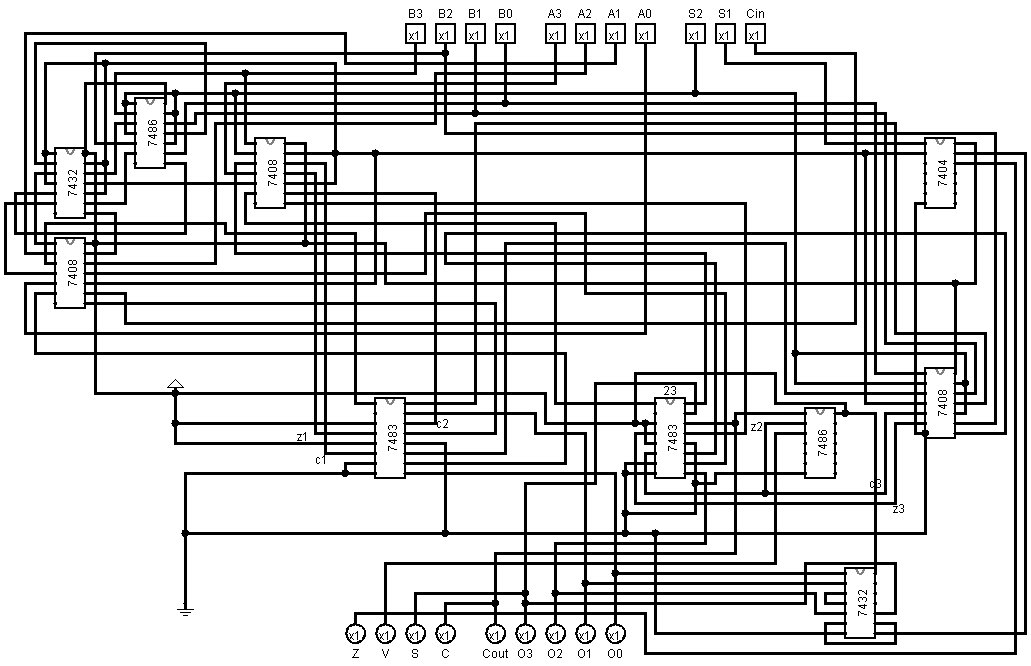 B3 B2 B1 B0 A3 A2 A1 A0 S2 S1 Cin
x1 x1 x1 x1 x1 x1 x1 x1 x1 x1 x1
7486
7408
7404
7432
7408
23
7408
7483
c2
7483
z2
7486
z1
c1
c3
z3
7432
x1 x1 x1 x1 x1 x1 x1 x1 x1 x1
Z V S C Cout O3 O2 O1 O0